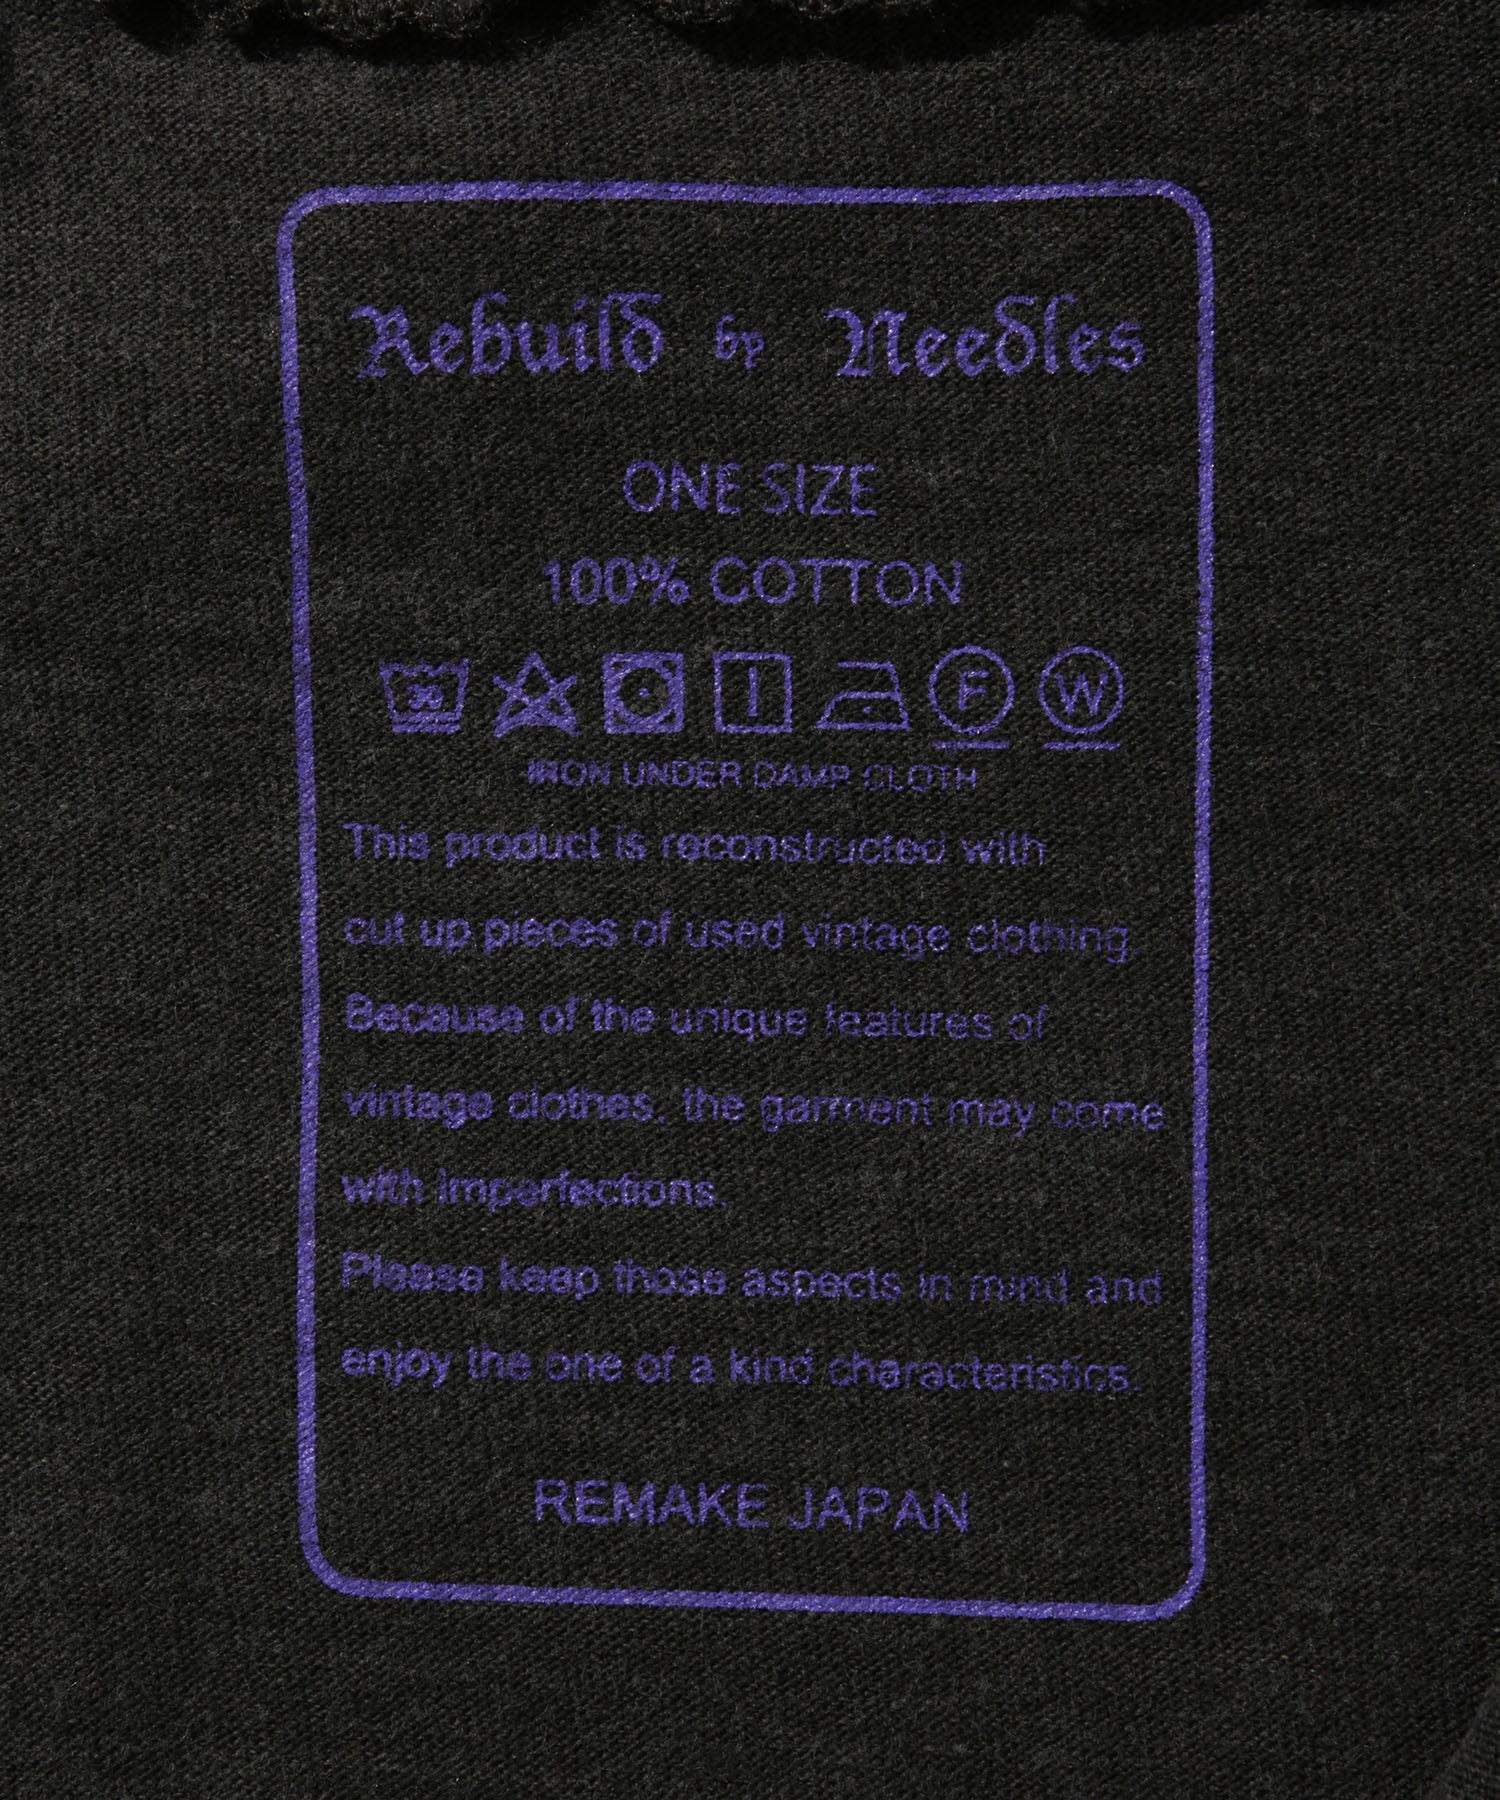 Rebuild by Needles
ONE SIZE
100% COTTON
30 F W
IRON UNDER DAMP CLOTH
This product is reconstructed with
cut up pieces of used vintage clothing.
Because of the unique features of
vintage clothes, the garment may come
with imperfections.
Please keep those aspects in mind and
enjoy the one of a kind characteristics.
REMAKE JAPAN